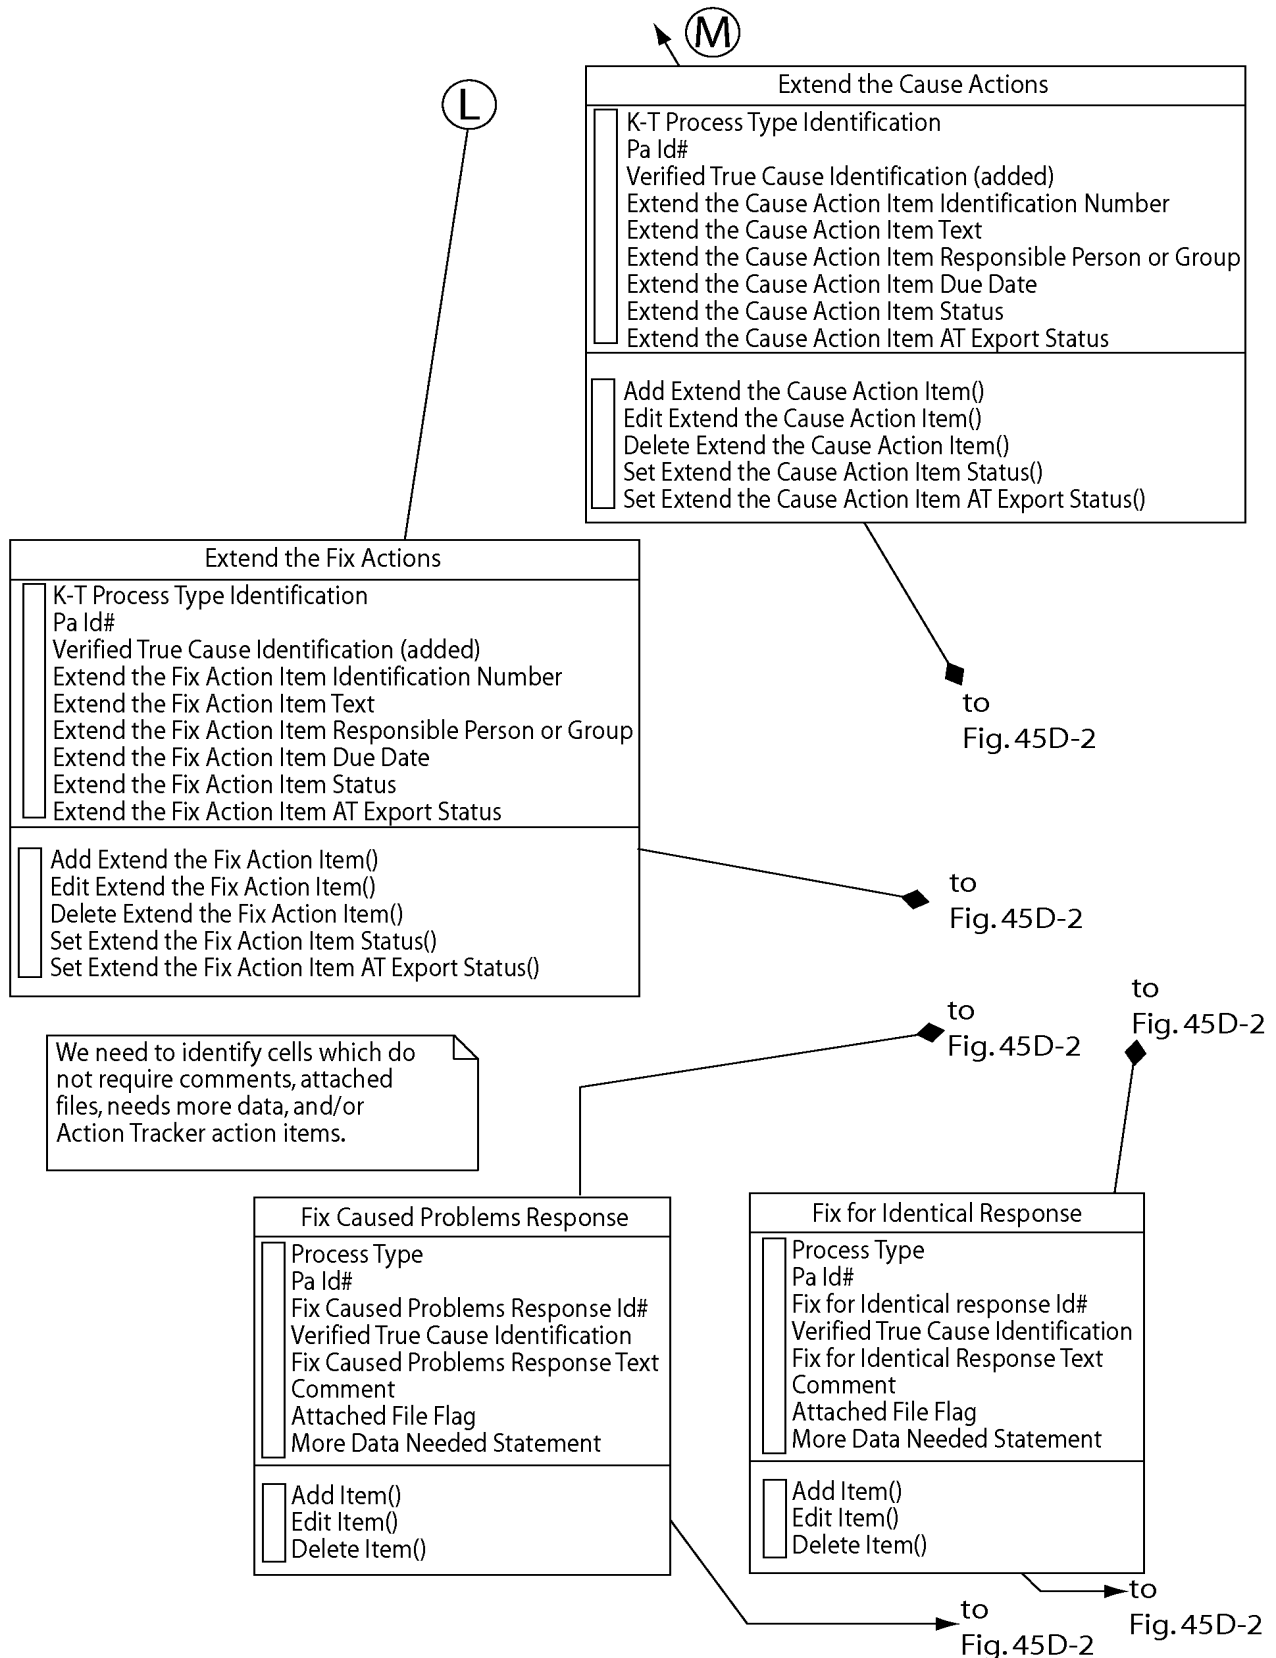 M
Extend the Cause Actions
K-T Process Type Identification
Pa Id#
Verified True Cause Identification (added)
Extend the Cause Action Item Identification Number
Extend the Cause Action Item Text
Extend the Cause Action Item Responsible Person or Group
Extend the Cause Action Item Due Date
Extend the Cause Action Item Status
Extend the Cause Action Item AT Export Status
Add Extend the Cause Action Item()
Edit Extend the Cause Action Item()
Delete Extend the Cause Action Item()
Set Extend the Cause Action Item Status()
Set Extend the Cause Action Item AT Export Status()
to
Fig. 45D-2
L
Extend the Fix Actions
K-T Process Type Identification
Pa Id#
Verified True Cause Identification (added)
Extend the Fix Action Item Identification Number
Extend the Fix Action Item Text
Extend the Fix Action Item Responsible Person or Group
Extend the Fix Action Item Due Date
Extend the Fix Action Item Status
Extend the Fix Action Item AT Export Status
Add Extend the Fix Action Item()
Edit Extend the Fix Action Item()
Delete Extend the Fix Action Item()
Set Extend the Fix Action Item Status()
Set Extend the Fix Action Item AT Export Status()
to
Fig. 45D-2
We need to identify cells which do
not require comments, attached
files, needs more data, and/or
Action Tracker action items.
to
Fig. 45D-2
to
Fig. 45D-2
Fix Caused Problems Response
Process Type
Pa Id#
Fix Caused Problems Response Id#
Verified True Cause Identification
Fix Caused Problems Response Text
Comment
Attached File Flag
More Data Needed Statement
Add Item()
Edit Item()
Delete Item()
to
Fig. 45D-2
Fix for Identical Response
Process Type
Pa Id#
Fix for Identical response Id#
Verified True Cause Identification
Fix for Identical Response Text
Comment
Attached File Flag
More Data Needed Statement
Add Item()
Edit Item()
Delete Item()
to
Fig. 45D-2